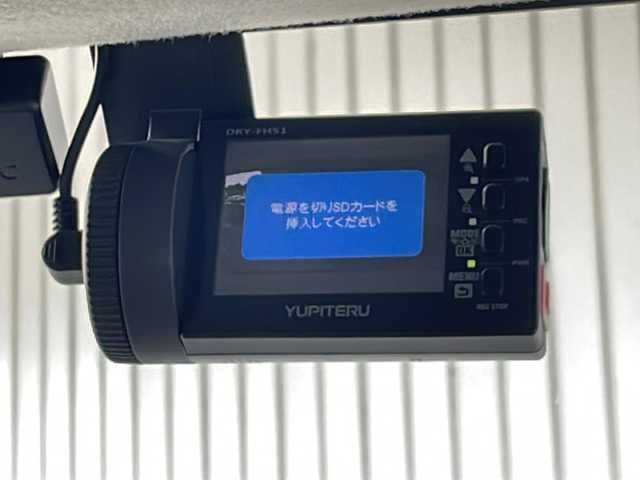 DRY-FH51
電源を切りSDカードを
挿入してください
MODE
OK
MENU
YUPITERU
REC STOP
C